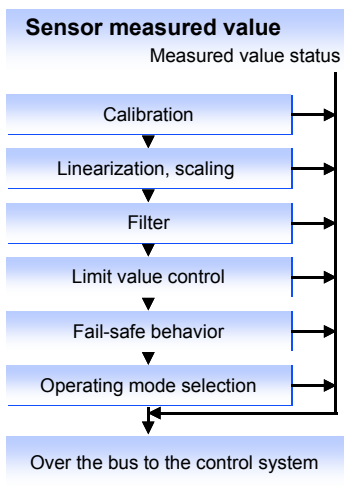 Sensor measured value
Measured value status
Calibration
Linearization, scaling
Filter
Limit value control
Fail-safe behavior
Operating mode selection
Over the bus to the control system